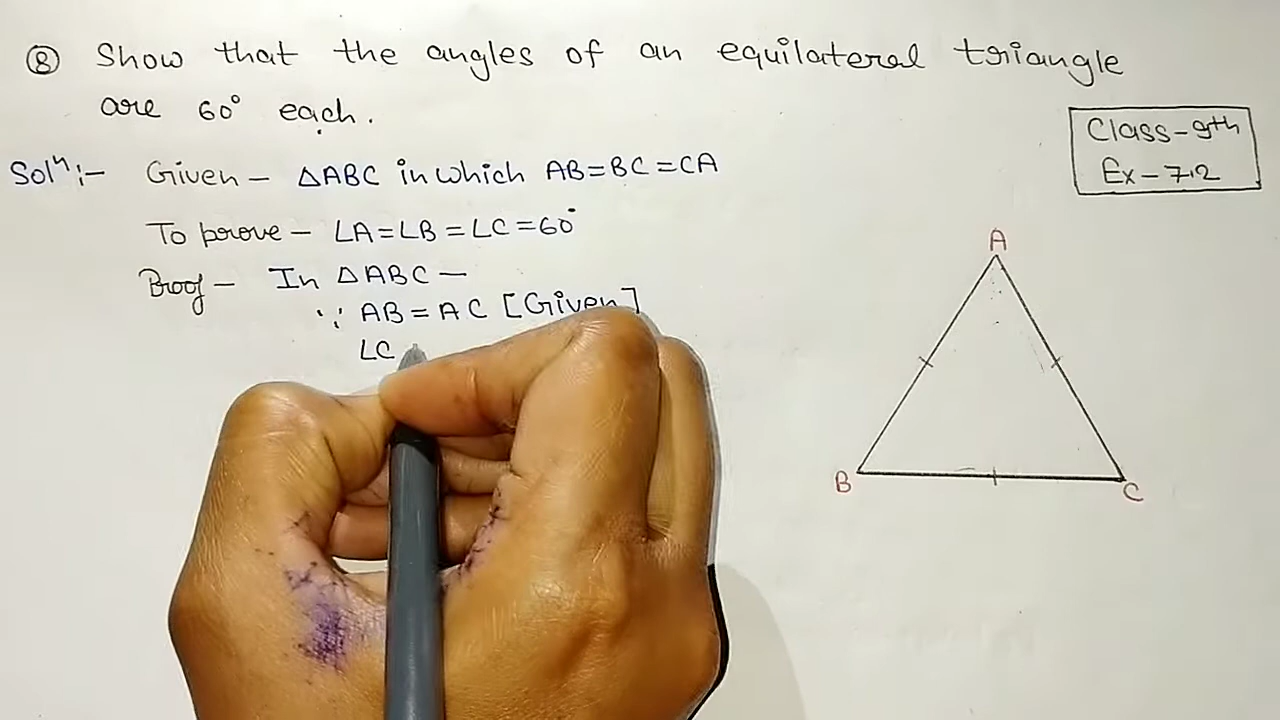 ⑧ Show that the angles of an equilateral triangle
are 60° each.
Class-9th
Ex-7.2
Solⁿ:- Given - △ABC in which AB=BC=CA
To prove - ∠A=∠B=∠C=60°
Proof - In △ABC -
∵ AB=AC [Given]
∠C
A
B
C